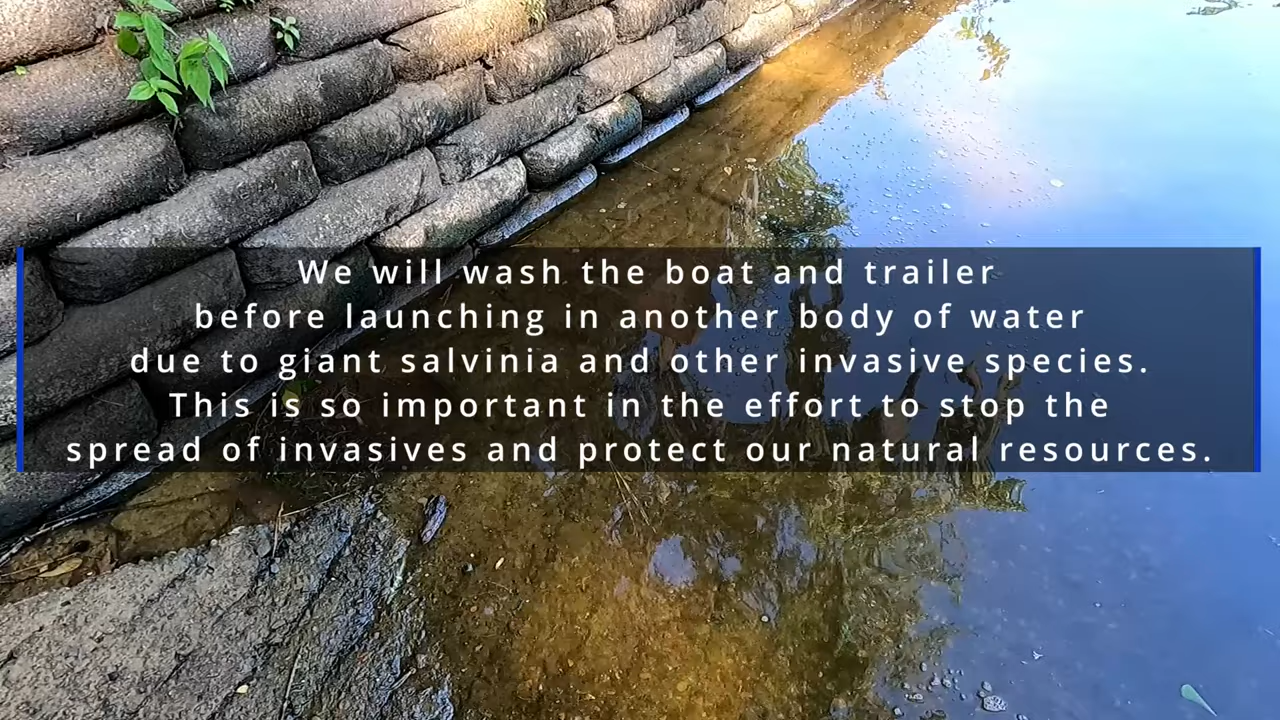 We will wash the boat and trailer
before launching in another body of water
due to giant salvinia and other invasive species.
This is so important in the effort to stop the
spread of invasives and protect our natural resources.